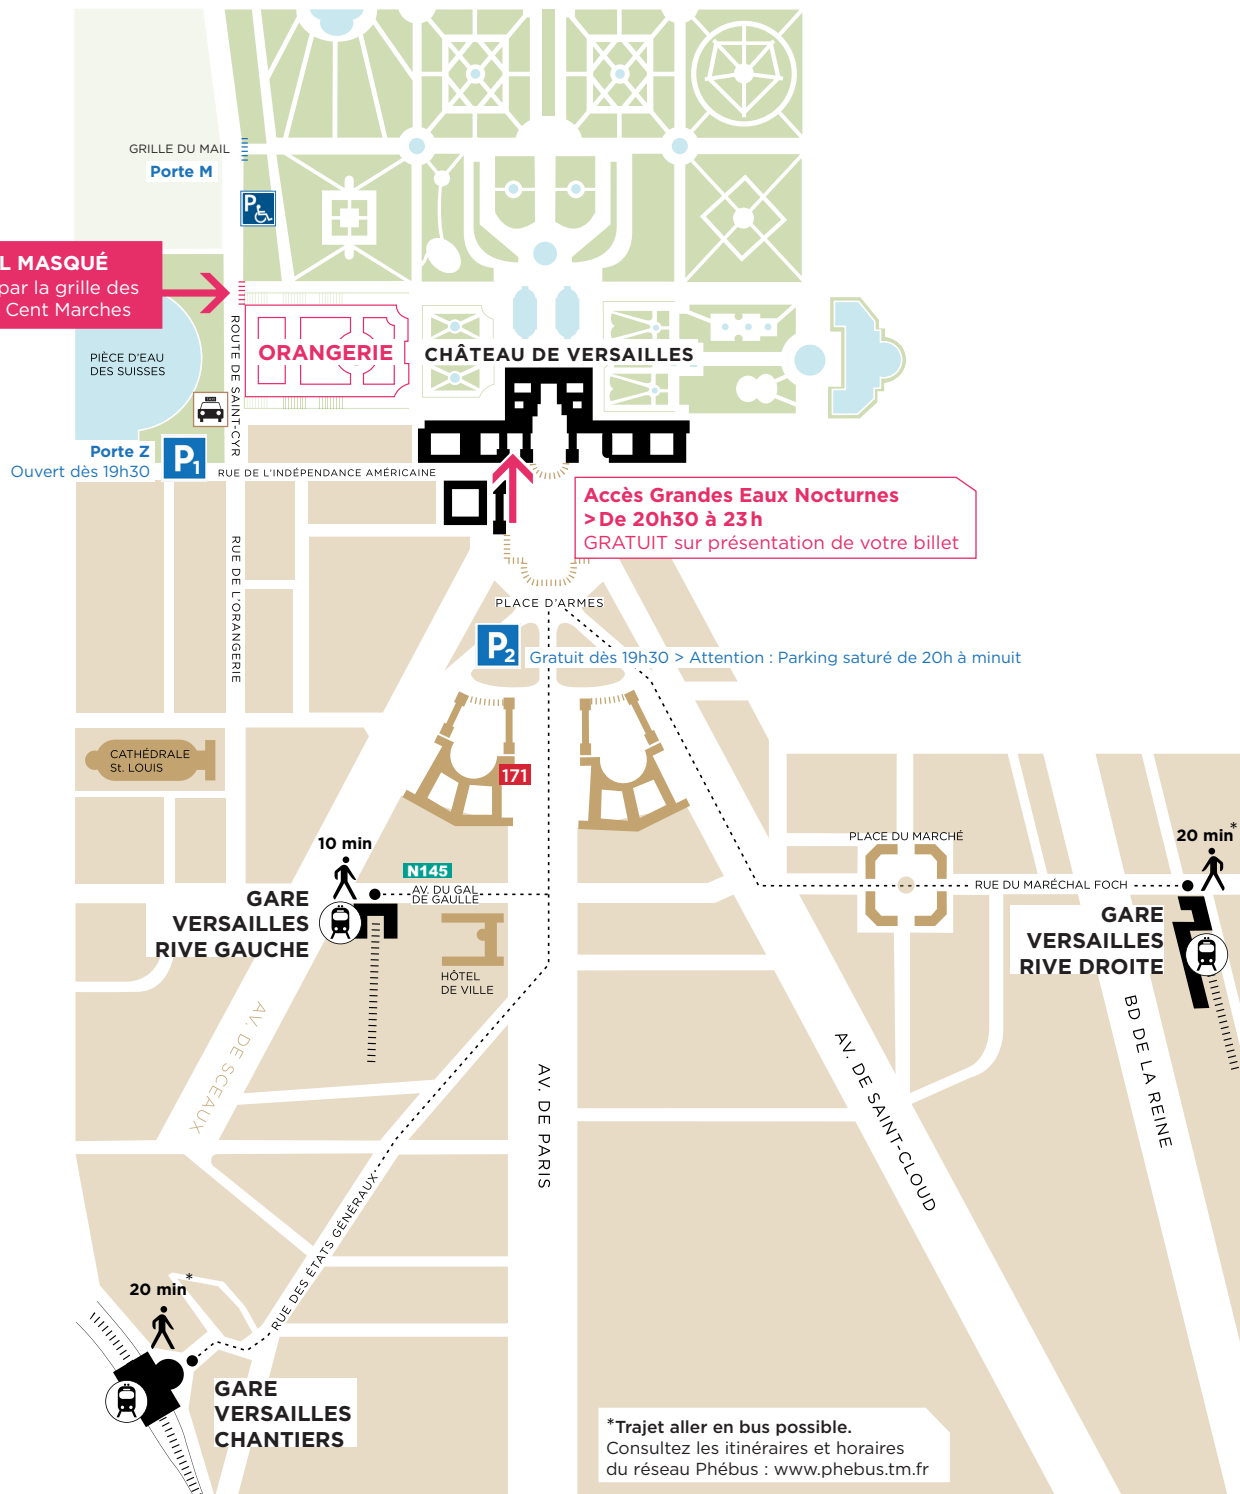 GRILLE DU MAIL
Porte M
P
L MASQUÉ
par la grille des
Cent Marches
PIÈCE D'EAU
DES SUISSES
ROUTE DE SAINT-CYR
ORANGERIE
CHÂTEAU DE VERSAILLES
TAXI
Porte Z
Ouvert dès 19h30
P1
RUE DE L'INDÉPENDANCE AMÉRICAINE
Accès Grandes Eaux Nocturnes
> De 20h30 à 23h
GRATUIT sur présentation de votre billet
RUE DE L'ORANGERIE
PLACE D'ARMES
P2
Gratuit dès 19h30 > Attention : Parking saturé de 20h à minuit
CATHÉDRALE
St. LOUIS
171
10 min
N145
AV. DU GAL
DE GAULLE
GARE
VERSAILLES
RIVE GAUCHE
HÔTEL
DE VILLE
PLACE DU MARCHÉ
20 min*
RUE DU MARÉCHAL FOCH
GARE
VERSAILLES
RIVE DROITE
AV. DE SCEAUX
AV. DE PARIS
AV. DE SAINT-CLOUD
BD DE LA REINE
RUE DES ÉTATS GÉNÉRAUX
20 min*
GARE
VERSAILLES
CHANTIERS
*Trajet aller en bus possible.
Consultez les itinéraires et horaires
du réseau Phébus : www.phebus.tm.fr